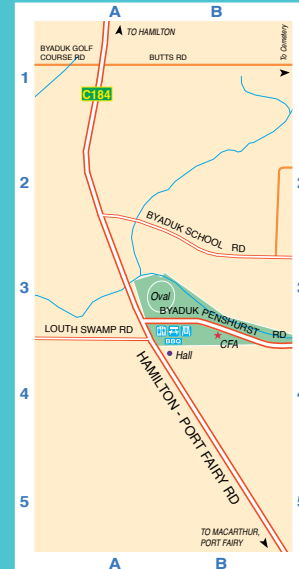 A B
TO HAMILTON
BYADUK GOLF
COURSE RD
BUTTS RD
To Cemetery
1
C184
2 2
BYADUK SCHOOL RD
3 3
Oval
BYADUK PENSHURST RD
LOUTH SWAMP RD
BBQ
CFA
Hall
4 4
HAMILTON - PORT FAIRY RD
5 5
TO MACARTHUR,
PORT FAIRY
A B